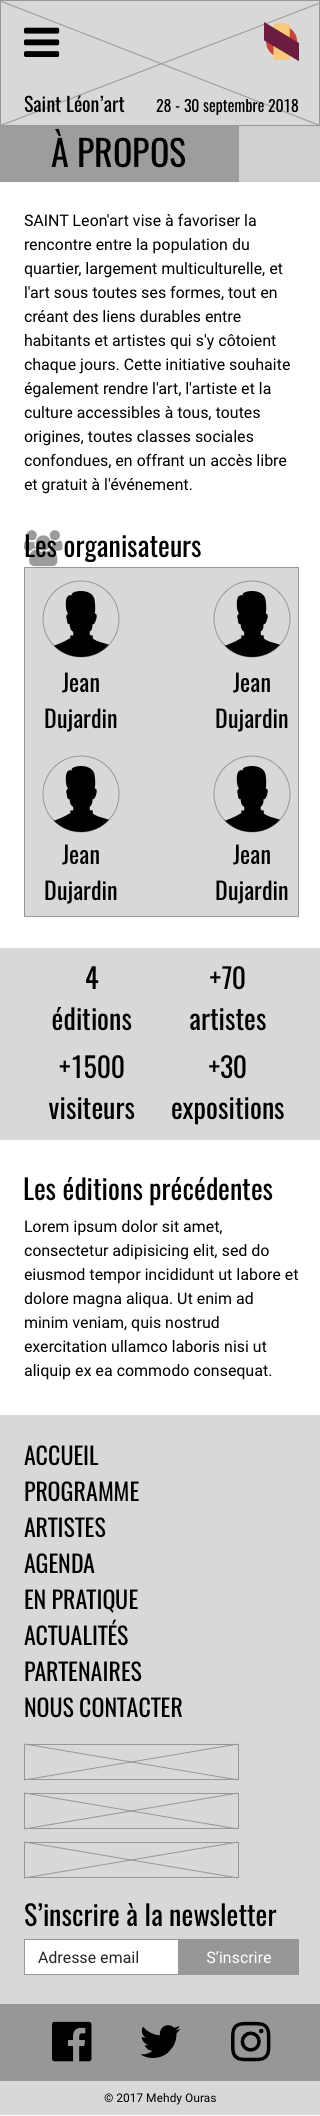 Saint Léon'art 28 - 30 septembre 2018
À PROPOS
SAINT Leon'art vise à favoriser la
rencontre entre la population du
quartier, largement multiculturelle, et
l'art sous toutes ses formes, tout en
créant des liens durables entre
habitants et artistes qui s'y côtoient
chaque jours. Cette initiative souhaite
également rendre l'art, l'artiste et la
culture accessibles à tous, toutes
origines, toutes classes sociales
confondues, en offrant un accès libre
et gratuit à l'événement.
Les organisateurs
Jean Jean
Dujardin Dujardin
Jean Jean
Dujardin Dujardin
4 +70
éditions artistes
+1500 +30
visiteurs expositions
Les éditions précédentes
Lorem ipsum dolor sit amet,
consectetur adipisicing elit, sed do
eiusmod tempor incididunt ut labore et
dolore magna aliqua. Ut enim ad
minim veniam, quis nostrud
exercitation ullamco laboris nisi ut
aliquip ex ea commodo consequat.
ACCUEIL
PROGRAMME
ARTISTES
AGENDA
EN PRATIQUE
ACTUALITÉS
PARTENAIRES
NOUS CONTACTER
S'inscrire à la newsletter
Adresse email S'inscrire
© 2017 Mehdy Ouras